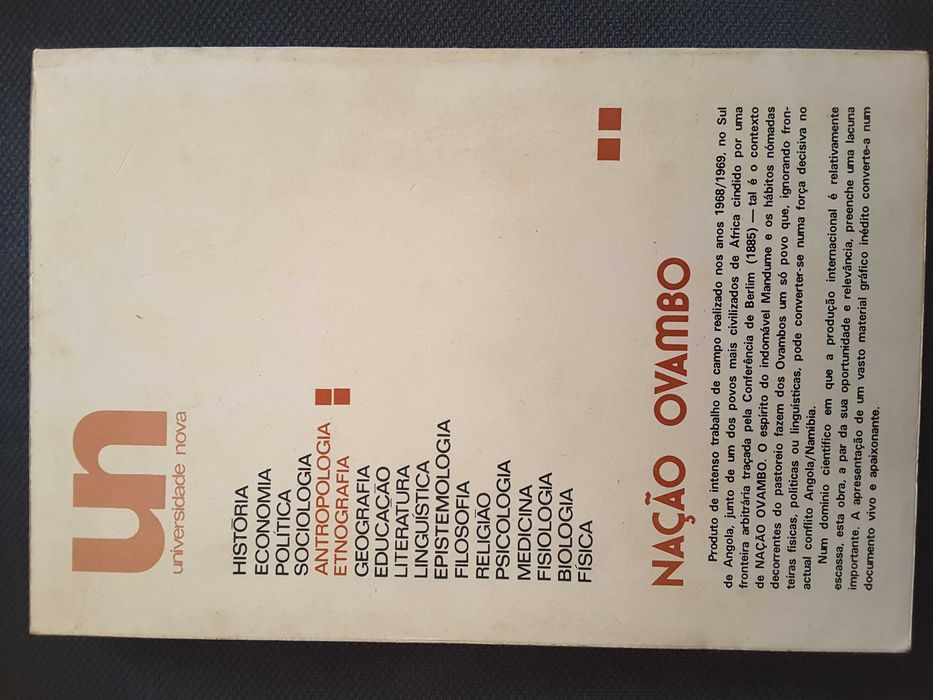 un
universidade nova
HISTÓRIA
ECONOMIA
POLÍTICA
SOCIOLOGIA
ANTROPOLOGIA
ETNOGRAFIA
GEOGRAFIA
EDUCAÇÃO
LITERATURA
LINGUÍSTICA
EPISTEMOLOGIA
FILOSOFIA
RELIGIÃO
PSICOLOGIA
MEDICINA
FISIOLOGIA
BIOLOGIA
FÍSICA
NAÇÃO OVAMBO
Produto de intenso trabalho de campo realizado nos anos 1968/1969, no Sul
de Angola, junto de um dos povos mais civilizados de África cindido por uma
fronteira arbitrária traçada pela Conferência de Berlim (1885) — tal é o contexto
de NAÇÃO OVAMBO. O espírito do indomável Mandume e os hábitos nómadas
decorrentes do pastoreio fazem dos Ovambos um só povo que, ignorando fron-
teiras físicas, políticas ou linguísticas, pode converter-se numa força decisiva no
actual conflito Angola/Namíbia.
Num domínio científico em que a produção internacional é relativamente
escassa, esta obra, a par da sua oportunidade e relevância, preenche uma lacuna
importante. A apresentação de um vasto material gráfico inédito converte-a num
documento vivo e apaixonante.